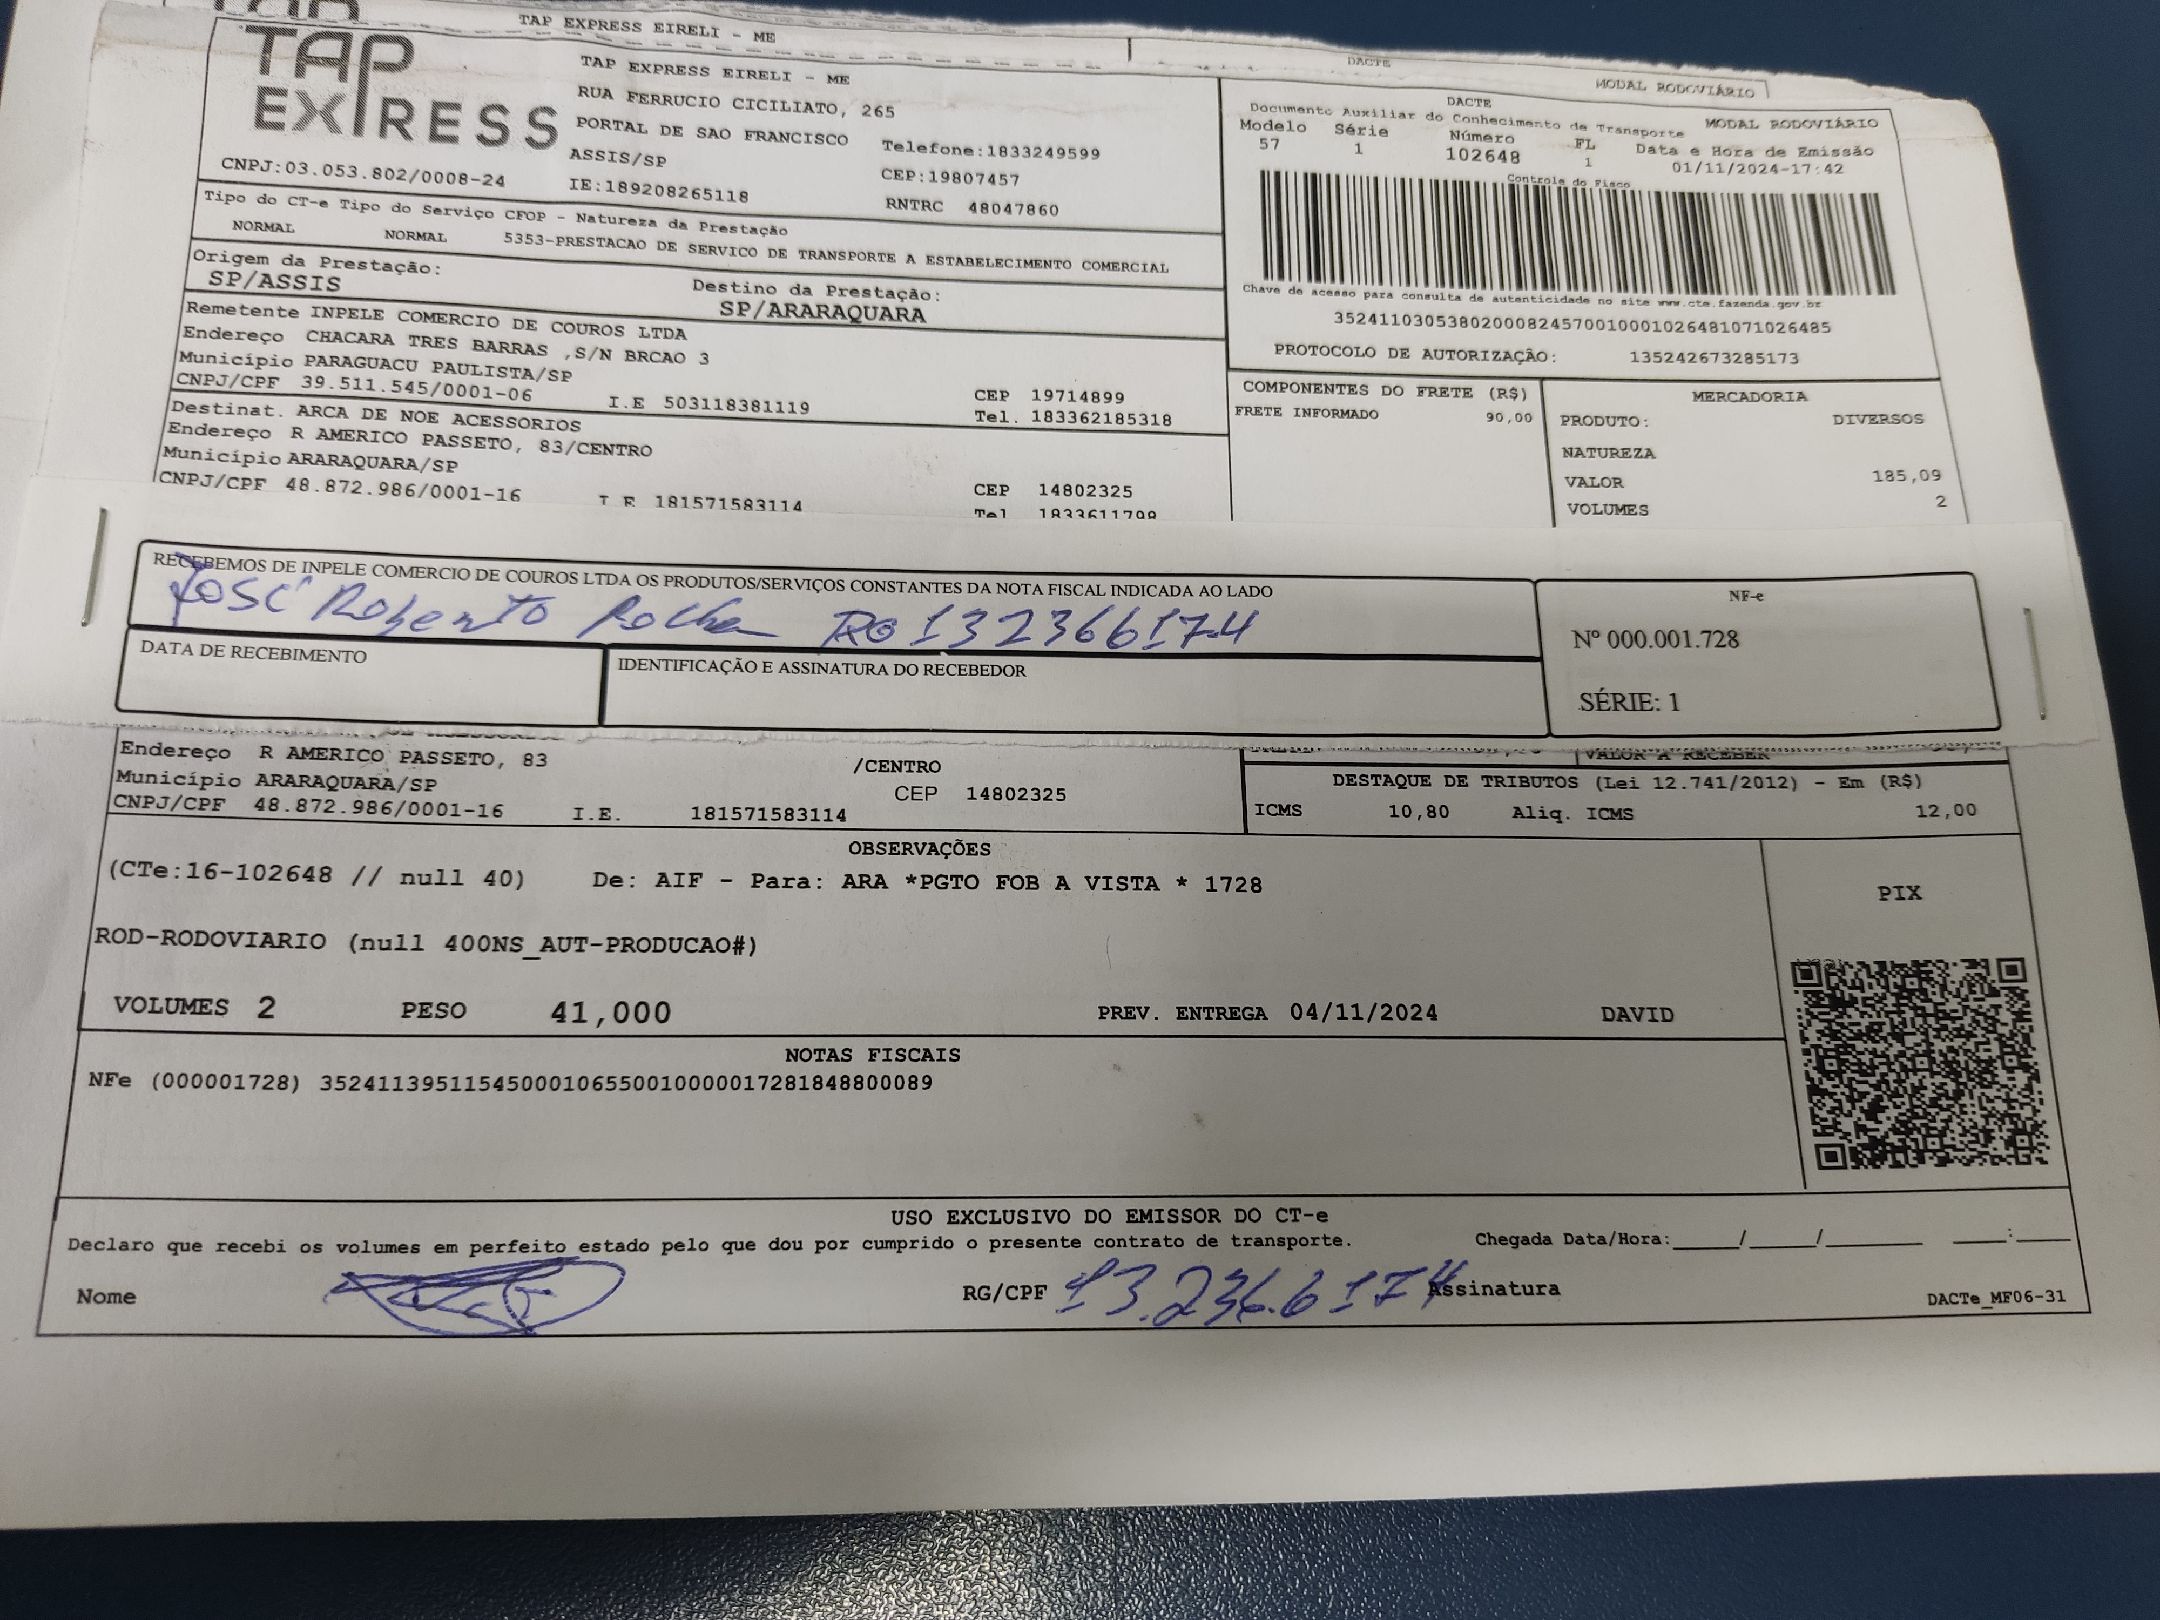 TAP EXPRESS EIRELI - ME
DACTE
MODAL RODOVIÁRIO
TAP EXPRESS
TAP EXPRESS EIRELI - ME
RUA FERRUCIO CICILIATO, 265
PORTAL DE SAO FRANCISCO
Telefone:1833249599
ASSIS/SP
CEP:19807457
CNPJ:03.053.802/0008-24
IE:189208265118
RNTRC 48047860
DACTE
MODAL RODOVIÁRIO
Documento Auxiliar do Conhecimento de Transporte
Modelo Série Número FL Data e Hora de Emissão
57 1 102648 1 01/11/2024-17:42
Controle do Fisco
Chave de acesso para consulta de autenticidade no site www.cte.fazenda.gov.br
35241103053802000824570010001026481071026485
PROTOCOLO DE AUTORIZAÇÃO: 135242673285173
Tipo do CT-e Tipo do Serviço CFOP - Natureza da Prestação
NORMAL NORMAL 5353-PRESTACAO DE SERVICO DE TRANSPORTE A ESTABELECIMENTO COMERCIAL
Origem da Prestação: Destino da Prestação:
SP/ASSIS SP/ARARAQUARA
Remetente INPELE COMERCIO DE COUROS LTDA
Endereço CHACARA TRES BARRAS ,S/N BRCAO 3
Município PARAGUACU PAULISTA/SP CEP 19714899
CNPJ/CPF 39.511.545/0001-06 I.E 503118381119 Tel. 183362185318
Destinat. ARCA DE NOE ACESSORIOS
Endereço R AMERICO PASSETO, 83/CENTRO
Município ARARAQUARA/SP CEP 14802325
CNPJ/CPF 48.872.986/0001-16 I E 181571583114 Tel 1833611798
COMPONENTES DO FRETE (R$)
FRETE INFORMADO 90,00
MERCADORIA
PRODUTO: DIVERSOS
NATUREZA
VALOR 185,09
VOLUMES 2
RECEBEMOS DE INPELE COMERCIO DE COUROS LTDA OS PRODUTOS/SERVIÇOS CONSTANTES DA NOTA FISCAL INDICADA AO LADO
José Roberto Rocha RG 132366174
DATA DE RECEBIMENTO
IDENTIFICAÇÃO E ASSINATURA DO RECEBEDOR
NF-e
Nº 000.001.728
SÉRIE: 1
Endereço R AMERICO PASSETO, 83 /CENTRO
Município ARARAQUARA/SP CEP 14802325
CNPJ/CPF 48.872.986/0001-16 I.E. 181571583114
VALOR A RECEBER
DESTAQUE DE TRIBUTOS (Lei 12.741/2012) - Em (R$)
ICMS 10,80 Aliq. ICMS 12,00
OBSERVAÇÕES
(CTe:16-102648 // null 40) De: AIF - Para: ARA *PGTO FOB A VISTA * 1728
PIX
ROD-RODOVIARIO (null 400NS_AUT-PRODUCAO#)
VOLUMES 2 PESO 41,000 PREV. ENTREGA 04/11/2024 DAVID
NOTAS FISCAIS
NFe (000001728) 35241139511545000106550010000017281848800089
USO EXCLUSIVO DO EMISSOR DO CT-e
Declaro que recebi os volumes em perfeito estado pelo que dou por cumprido o presente contrato de transporte. Chegada Data/Hora:_____/_____/_______ ____:____
Nome RG/CPF 13.236.6174 Assinatura
DACTe_MF06-31